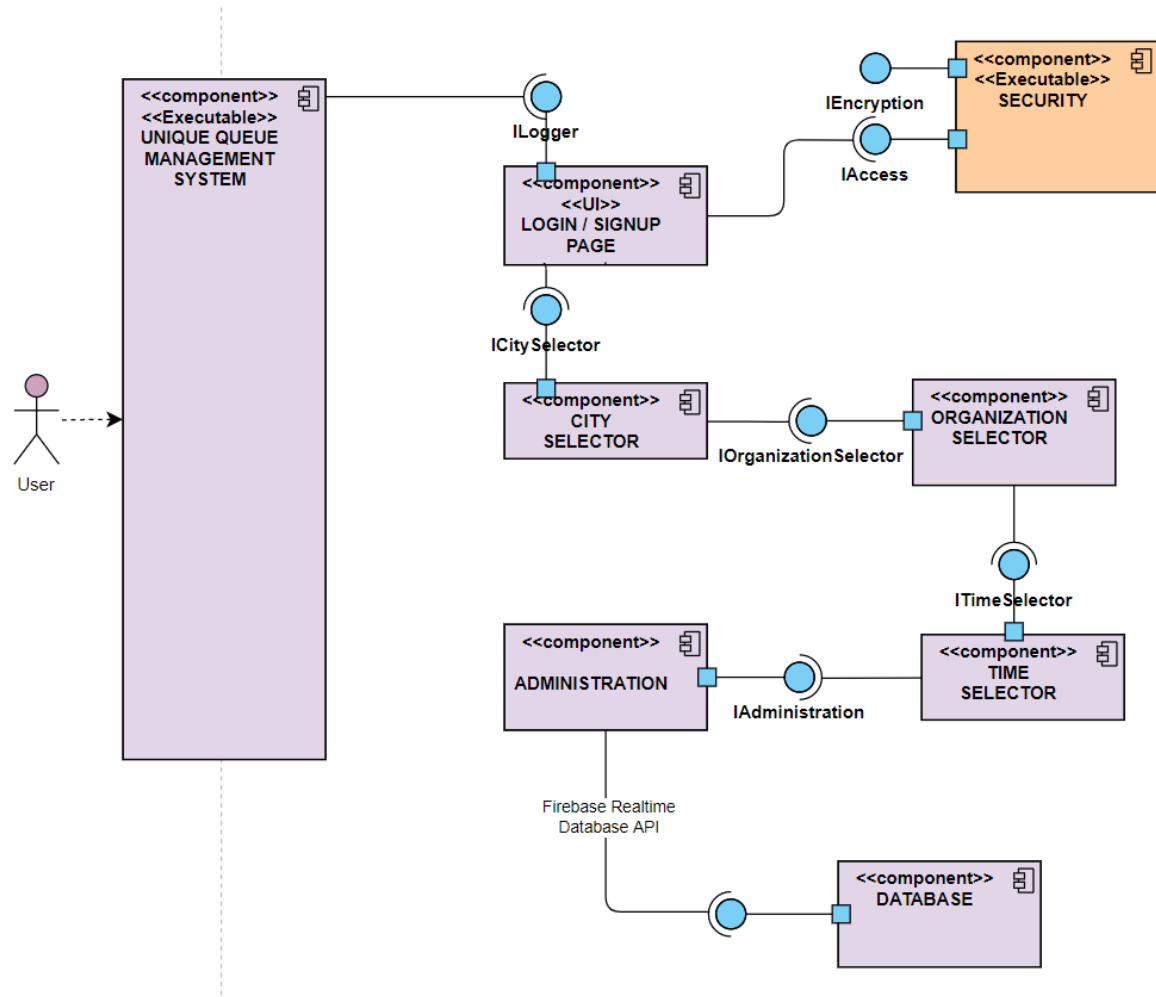 <<component>>
<<Executable>>
UNIQUE QUEUE
MANAGEMENT
SYSTEM
ILogger
<<component>>
<<UI>>
LOGIN / SIGNUP
PAGE
IEncryption
IAccess
<<component>>
<<Executable>>
SECURITY
ICitySelector
<<component>>
CITY
SELECTOR
IOrganizationSelector
<<component>>
ORGANIZATION
SELECTOR
User
ITimeSelector
<<component>>
TIME
SELECTOR
IAdministration
<<component>>
ADMINISTRATION
Firebase Realtime
Database API
<<component>>
DATABASE